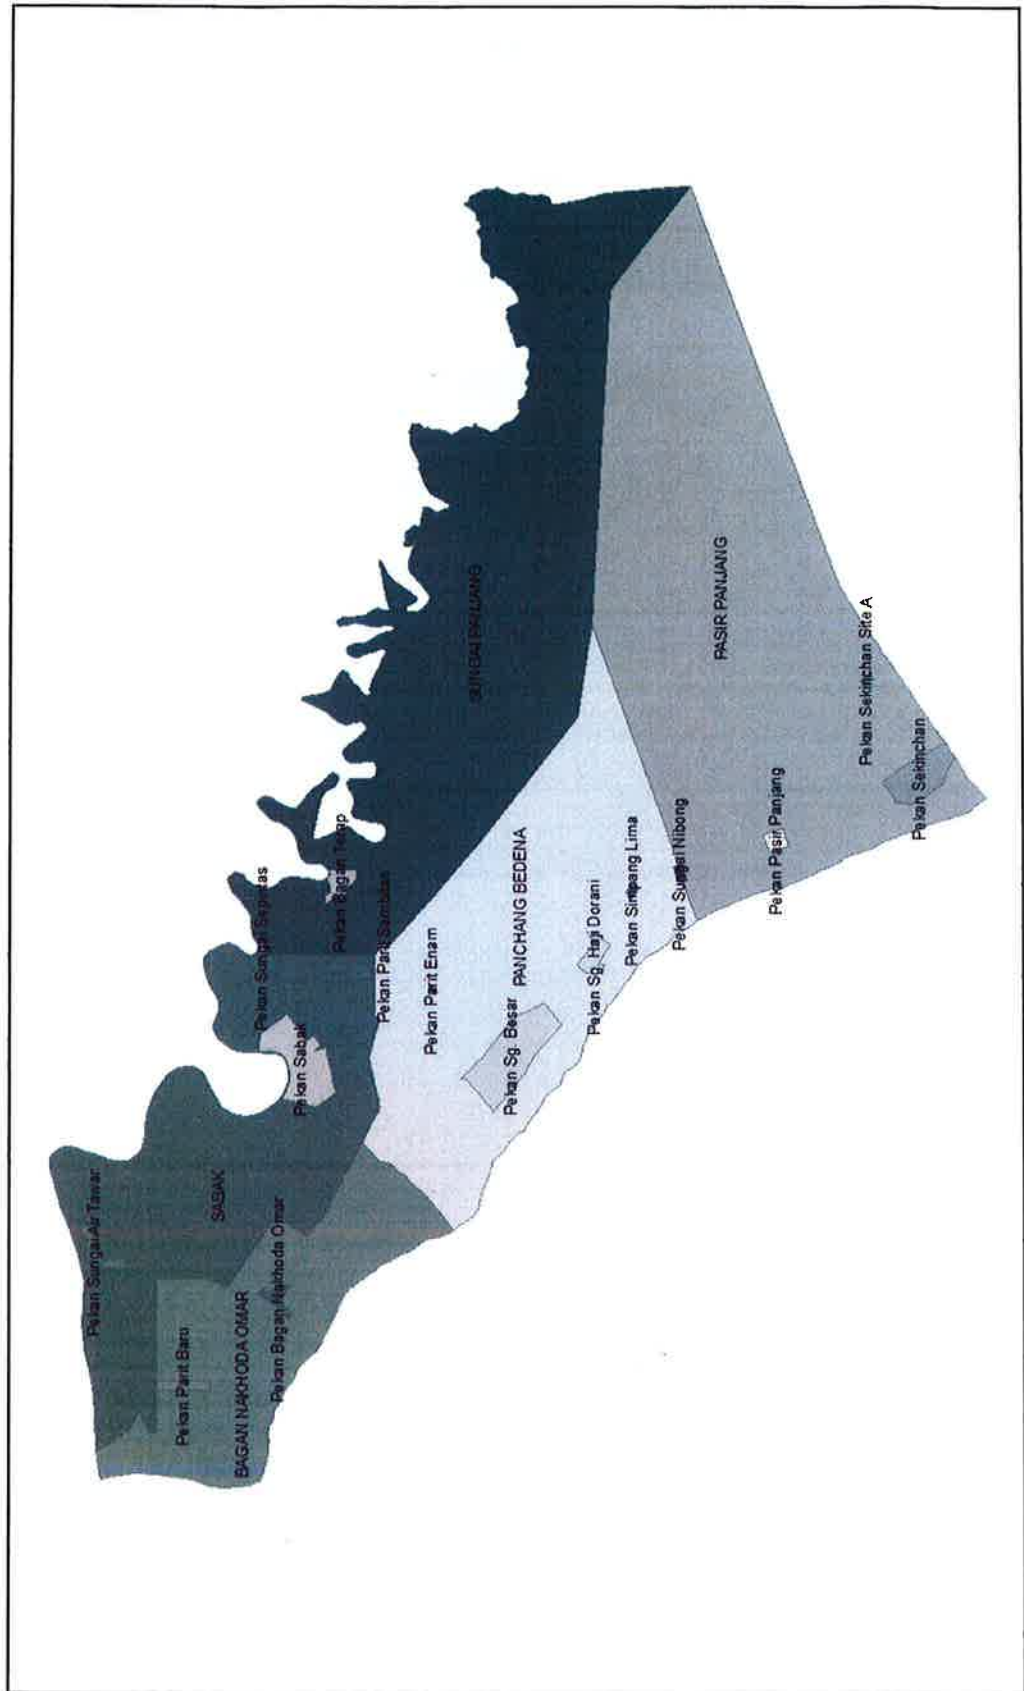 Pekan Sungai Air Tawar
Pekan Parit Baru
SABAK
BAGAN NAKHODA OMAR
Pekan Sungai
Pekan Bagan Nakhoda Omar
Pekan Sabak
Pekan Bagan Terap
Pekan Parit Sembilan
Pekan Parit Enam
SUNGAI PANJANG
Pekan Sg. Besar
PANCHANG BEDENA
Pekan Sg. Haji Dorani
Pekan Simpang Lima
Pekan Sungai Nibong
PASIR PANJANG
Pekan Pasir Panjang
Pekan Sekinchan Site A
Pekan Sekinchan